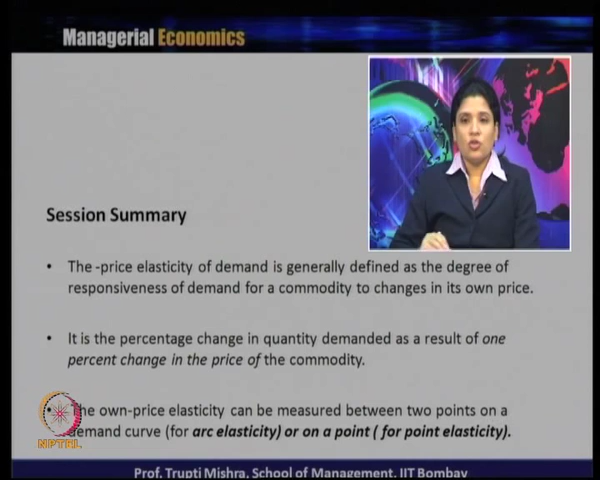 Managerial Economics
Session Summary
• The -price elasticity of demand is generally defined as the degree of
responsiveness of demand for a commodity to changes in its own price.
• It is the percentage change in quantity demanded as a result of one
percent change in the price of the commodity.
• The own-price elasticity can be measured between two points on a
demand curve (for arc elasticity) or on a point ( for point elasticity).
NPTEL
Prof. Trupti Mishra, School of Management, IIT Bombay